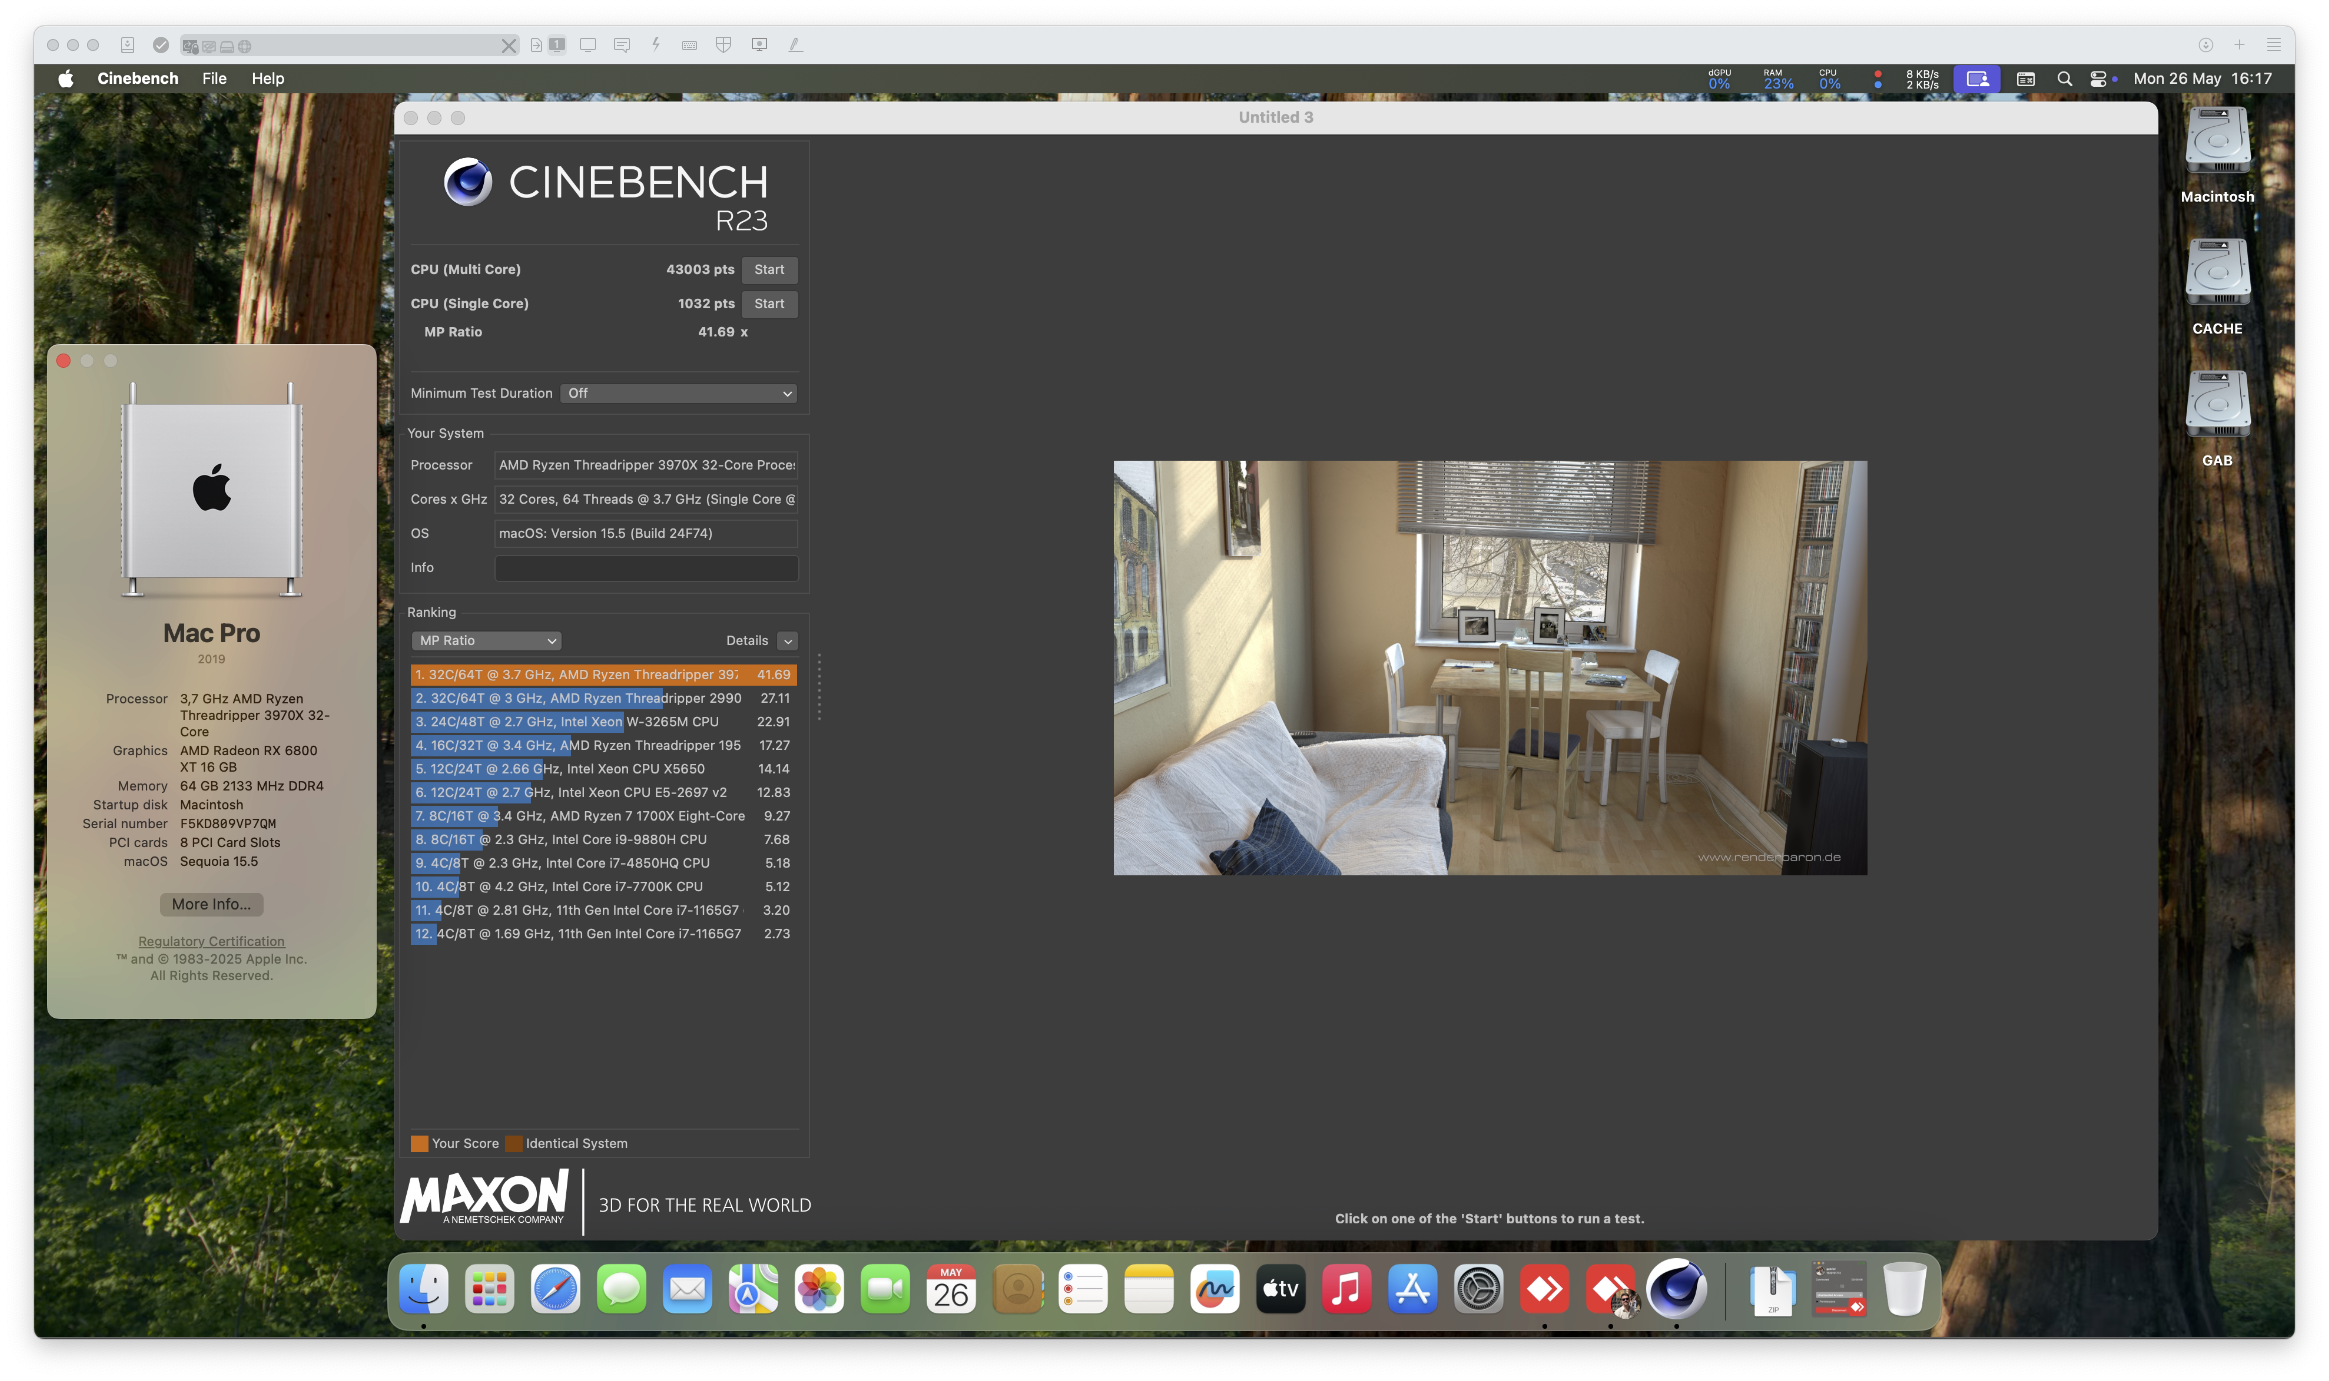 1
Cinebench File Help
dGPU 0% RAM 23% CPU 0% 8 KB/s 2 KB/s Mon 26 May 16:17
Untitled 3
CINEBENCH
R23
CPU (Multi Core) 43003 pts Start
CPU (Single Core) 1032 pts Start
MP Ratio 41.69 x
Minimum Test Duration Off
Your System
Processor AMD Ryzen Threadripper 3970X 32-Core Proces
Cores x GHz 32 Cores, 64 Threads @ 3.7 GHz (Single Core @
OS macOS: Version 15.5 (Build 24F74)
Info
Ranking
MP Ratio Details
1. 32C/64T @ 3.7 GHz, AMD Ryzen Threadripper 397 41.69
2. 32C/64T @ 3 GHz, AMD Ryzen Threadripper 2990 27.11
3. 24C/48T @ 2.7 GHz, Intel Xeon W-3265M CPU 22.91
4. 16C/32T @ 3.4 GHz, AMD Ryzen Threadripper 195 17.27
5. 12C/24T @ 2.66 GHz, Intel Xeon CPU X5650 14.14
6. 12C/24T @ 2.7 GHz, Intel Xeon CPU E5-2697 v2 12.83
7. 8C/16T @ 3.4 GHz, AMD Ryzen 7 1700X Eight-Core 9.27
8. 8C/16T @ 2.3 GHz, Intel Core i9-9880H CPU 7.68
9. 4C/8T @ 2.3 GHz, Intel Core i7-4850HQ CPU 5.18
10. 4C/8T @ 4.2 GHz, Intel Core i7-7700K CPU 5.12
11. 4C/8T @ 2.81 GHz, 11th Gen Intel Core i7-1165G7 3.20
12. 4C/8T @ 1.69 GHz, 11th Gen Intel Core i7-1165G7 2.73
Your Score Identical System
MAXON
A NEMETSCHEK COMPANY
3D FOR THE REAL WORLD
www.renderbaron.de
Click on one of the 'Start' buttons to run a test.
Mac Pro
2019
Processor 3,7 GHz AMD Ryzen
Threadripper 3970X 32-
Core
Graphics AMD Radeon RX 6800
XT 16 GB
Memory 64 GB 2133 MHz DDR4
Startup disk Macintosh
Serial number F5KD809VP7QM
PCI cards 8 PCI Card Slots
macOS Sequoia 15.5
More Info...
Regulatory Certification
™ and © 1983-2025 Apple Inc.
All Rights Reserved.
Macintosh
CACHE
GAB
MAY
26
tv
ZIP